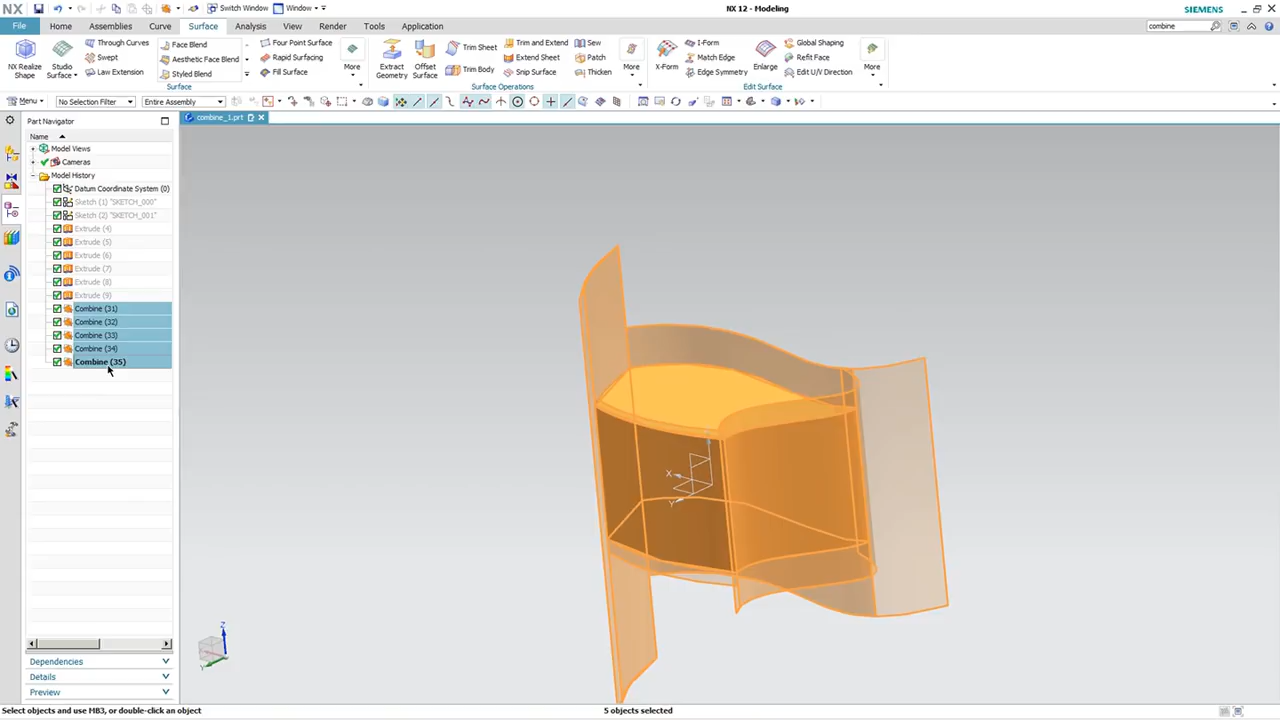 NX
Switch Window
Window
NX 12 - Modeling
SIEMENS
File
Home
Assemblies
Curve
Surface
Analysis
View
Render
Tools
Application
combine
NX Realize Shape
Studio Surface
Through Curves
Swept
Law Extension
Face Blend
Aesthetic Face Blend
Styled Blend
Four Point Surface
Rapid Surfacing
Fill Surface
More
Surface
Extract Geometry
Offset Surface
Trim Sheet
Trim Body
Trim and Extend
Extend Sheet
Snip Surface
Sew
Patch
Thicken
More
Surface Operations
X-Form
I-Form
Match Edge
Edge Symmetry
Enlarge
Global Shaping
Refit Face
Edit U/V Direction
More
Edit Surface
Menu
No Selection Filter
Entire Assembly
Part Navigator
combine_1.prt
Name
Model Views
Cameras
Model History
Datum Coordinate System (0)
Sketch (1) "SKETCH_000"
Sketch (2) "SKETCH_001"
Extrude (4)
Extrude (5)
Extrude (6)
Extrude (7)
Extrude (8)
Extrude (9)
Combine (31)
Combine (32)
Combine (33)
Combine (34)
Combine (35)
X
Y
Z
Y
Dependencies
Details
Preview
Select objects and use MB3, or double-click an object
5 objects selected